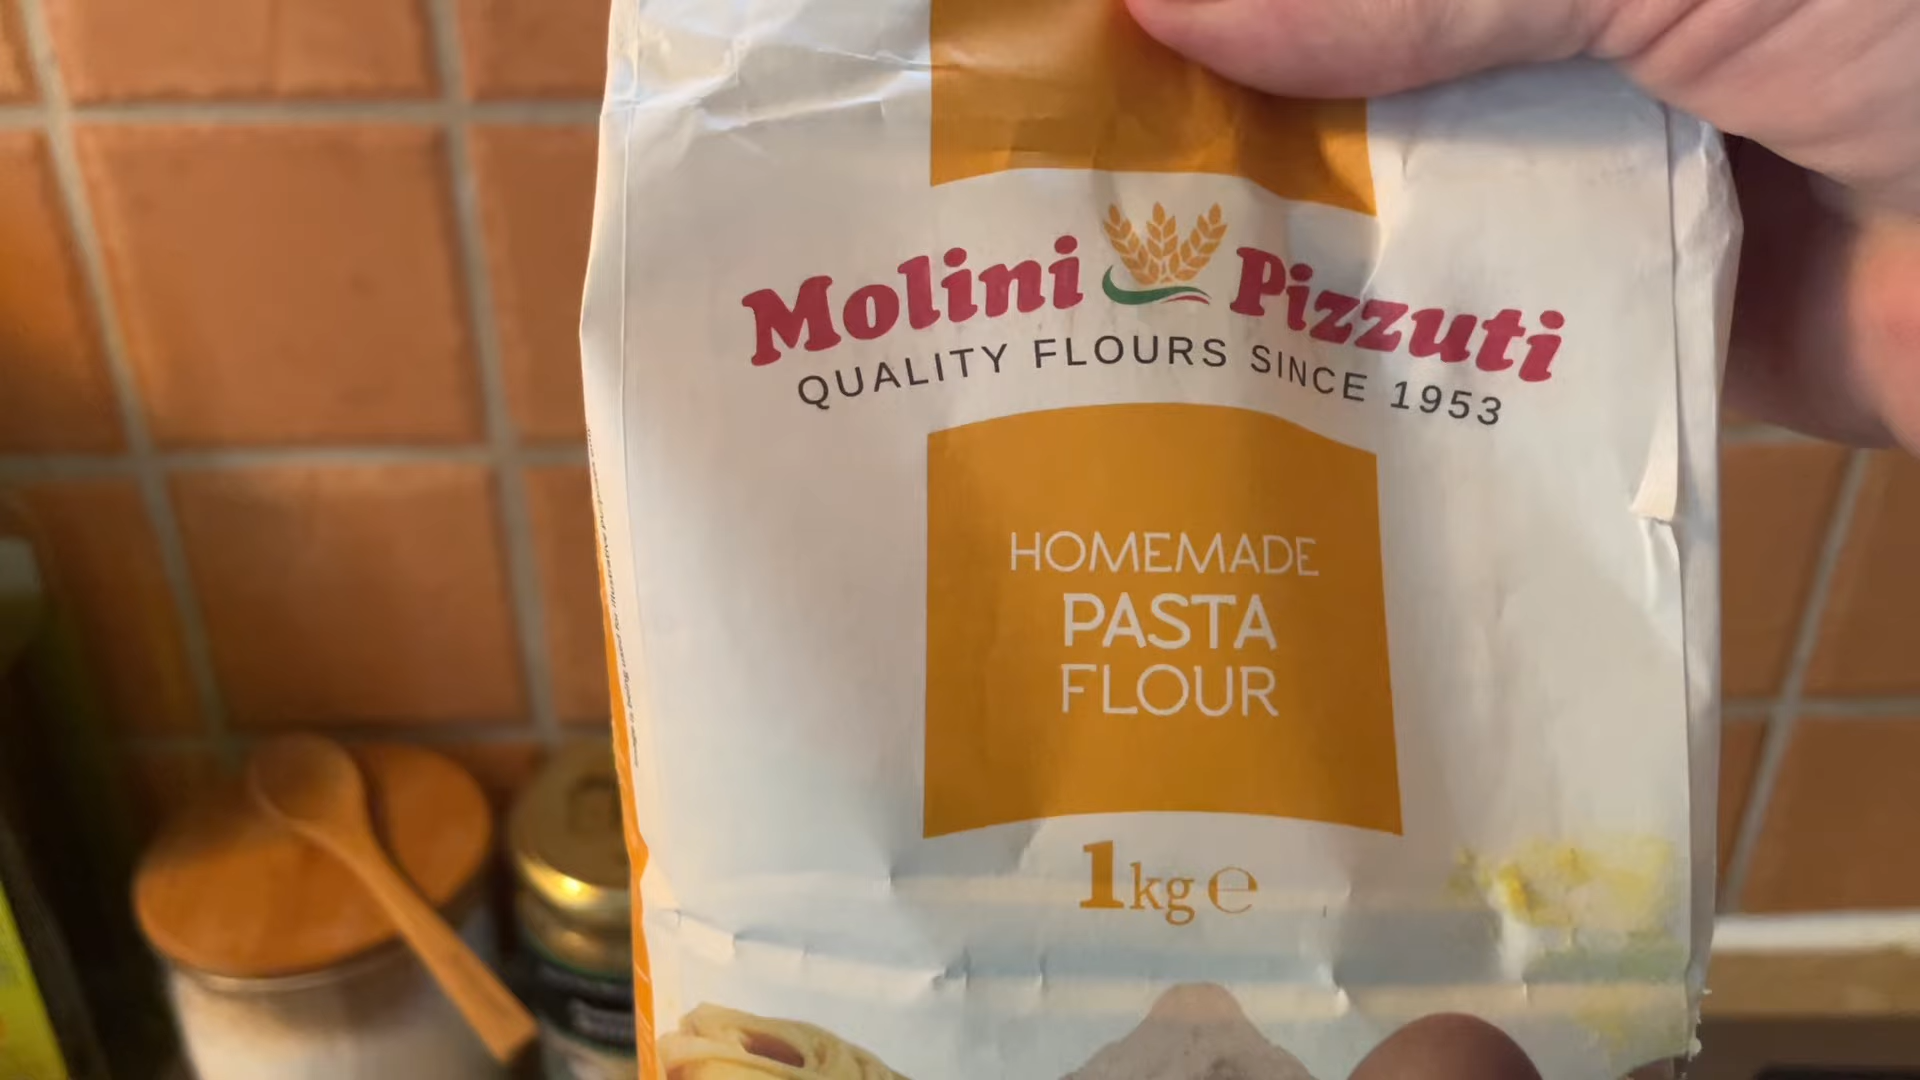 Molini Pizzuti
QUALITY FLOURS SINCE 1953
HOMEMADE
PASTA
FLOUR
1kg ℮